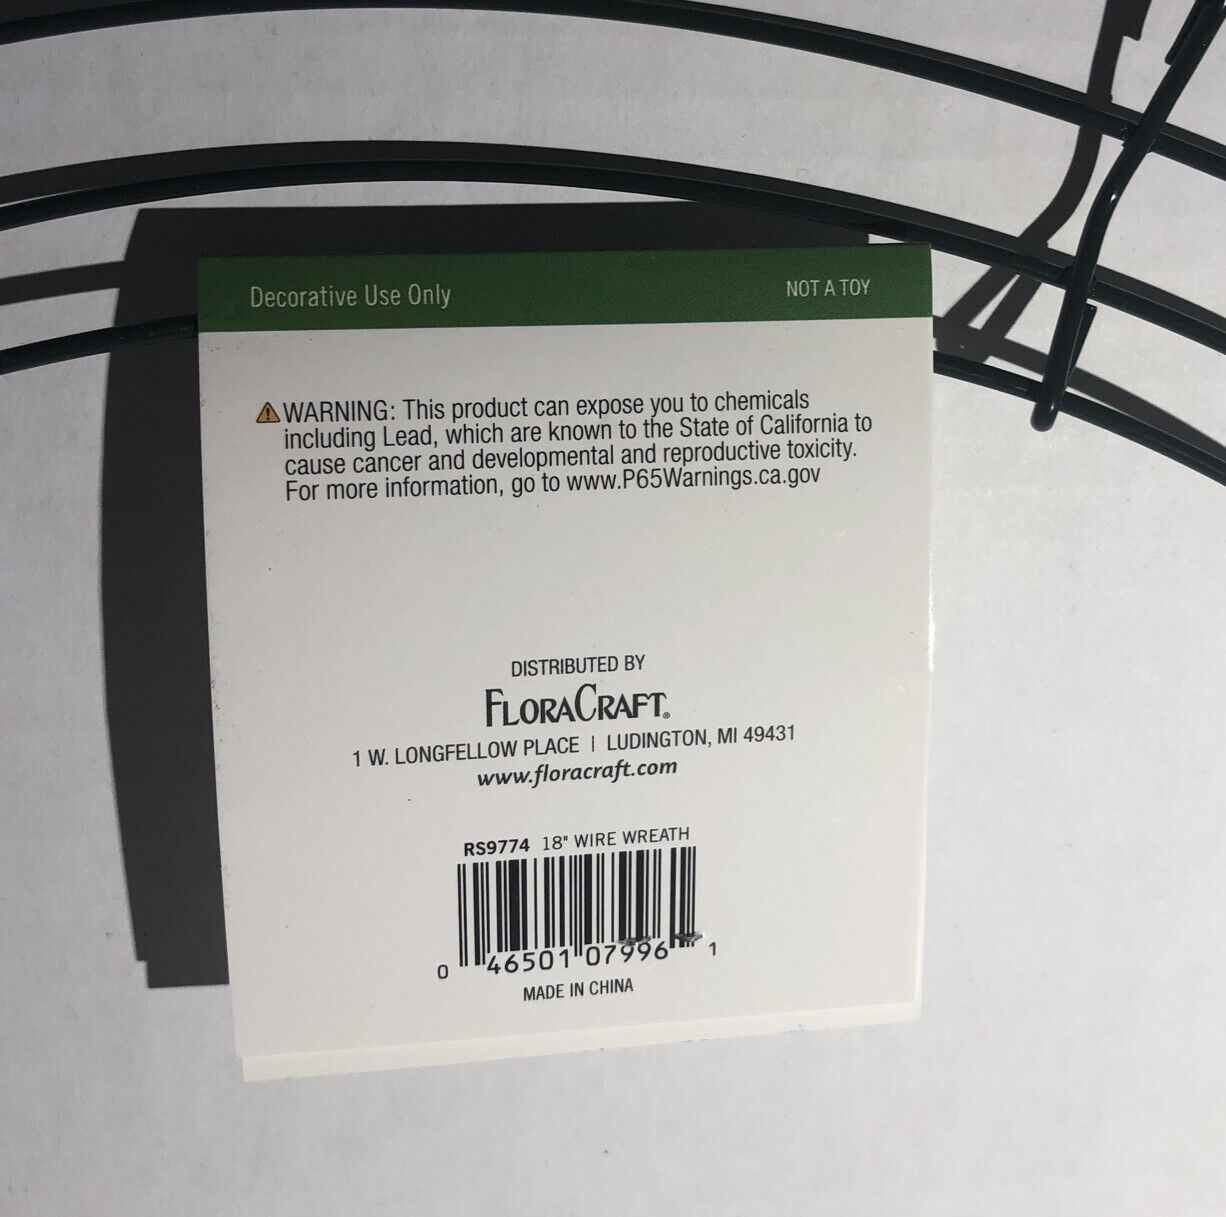 Decorative Use Only
NOT A TOY
WARNING: This product can expose you to chemicals
including Lead, which are known to the State of California to
cause cancer and developmental and reproductive toxicity.
For more information, go to www.P65Warnings.ca.gov
DISTRIBUTED BY
FLORACRAFT®
1 W. LONGFELLOW PLACE | LUDINGTON, MI 49431
www.floracraft.com
RS9774 18" WIRE WREATH
0 46501 07996 1
MADE IN CHINA